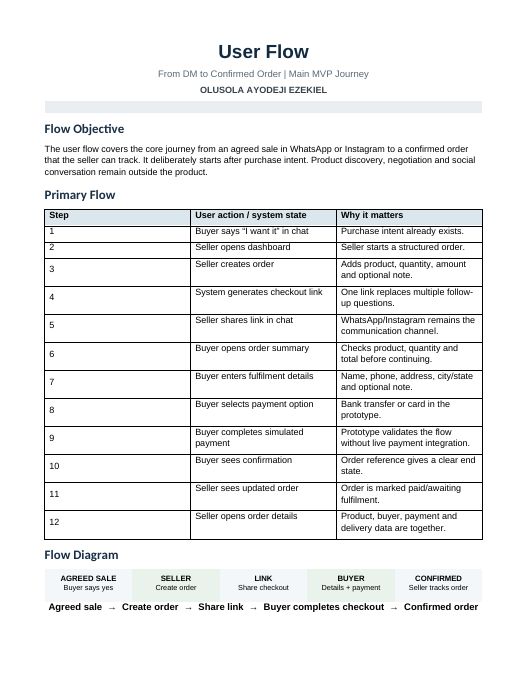 User Flow
From DM to Confirmed Order | Main MVP Journey
OLUSOLA AYODEJI EZEKIEL
Flow Objective
The user flow covers the core journey from an agreed sale in WhatsApp or Instagram to a confirmed order
that the seller can track. It deliberately starts after purchase intent. Product discovery, negotiation and social
conversation remain outside the product.
Primary Flow
Step User action / system state Why it matters
1 Buyer says “I want it” in chat Purchase intent already exists.
2 Seller opens dashboard Seller starts a structured order.
3 Seller creates order Adds product, quantity, amount
and optional note.
4 System generates checkout link One link replaces multiple follow-
up questions.
5 Seller shares link in chat WhatsApp/Instagram remains the
communication channel.
6 Buyer opens order summary Checks product, quantity and
total before continuing.
7 Buyer enters fulfilment details Name, phone, address, city/state
and optional note.
8 Buyer selects payment option Bank transfer or card in the
prototype.
9 Buyer completes simulated Prototype validates the flow
payment without live payment integration.
10 Buyer sees confirmation Order reference gives a clear end
state.
11 Seller sees updated order Order is marked paid/awaiting
fulfilment.
12 Seller opens order details Product, buyer, payment and
delivery data are together.
Flow Diagram
AGREED SALE SELLER LINK BUYER CONFIRMED
Buyer says yes Create order Share checkout Details + payment Seller tracks order
Agreed sale → Create order → Share link → Buyer completes checkout → Confirmed order